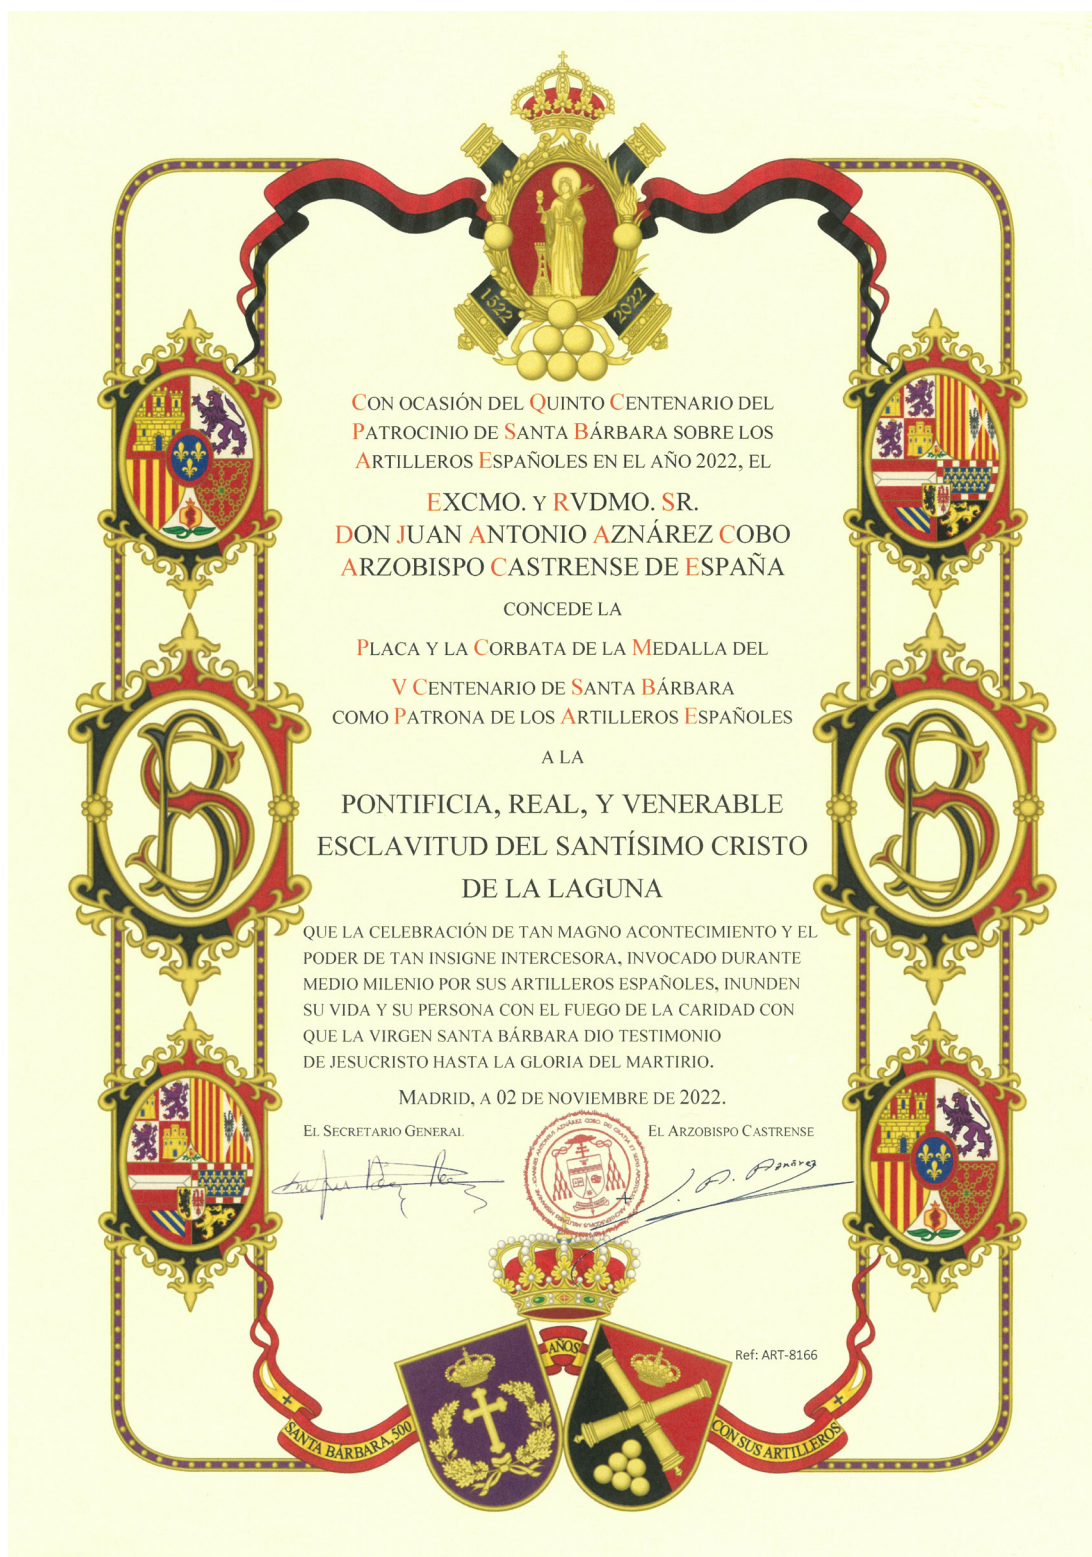 1522
2022
CON OCASIÓN DEL QUINTO CENTENARIO DEL
PATROCINIO DE SANTA BÁRBARA SOBRE LOS
ARTILLEROS ESPAÑOLES EN EL AÑO 2022, EL
EXCMO. Y RVDMO. SR.
DON JUAN ANTONIO AZNÁREZ COBO
ARZOBISPO CASTRENSE DE ESPAÑA
CONCEDE LA
PLACA Y LA CORBATA DE LA MEDALLA DEL
V CENTENARIO DE SANTA BÁRBARA
COMO PATRONA DE LOS ARTILLEROS ESPAÑOLES
A LA
PONTIFICIA, REAL, Y VENERABLE
ESCLAVITUD DEL SANTÍSIMO CRISTO
DE LA LAGUNA
QUE LA CELEBRACIÓN DE TAN MAGNO ACONTECIMIENTO Y EL
PODER DE TAN INSIGNE INTERCESORA, INVOCADO DURANTE
MEDIO MILENIO POR SUS ARTILLEROS ESPAÑOLES, INUNDEN
SU VIDA Y SU PERSONA CON EL FUEGO DE LA CARIDAD CON
QUE LA VIRGEN SANTA BÁRBARA DIO TESTIMONIO
DE JESUCRISTO HASTA LA GLORIA DEL MARTIRIO.
MADRID, A 02 DE NOVIEMBRE DE 2022.
EL SECRETARIO GENERAL
EL ARZOBISPO CASTRENSE
J. A. Aznárez
Ref: ART-8166
SANTA BÁRBARA, 500
AÑOS
CON SUS ARTILLEROS